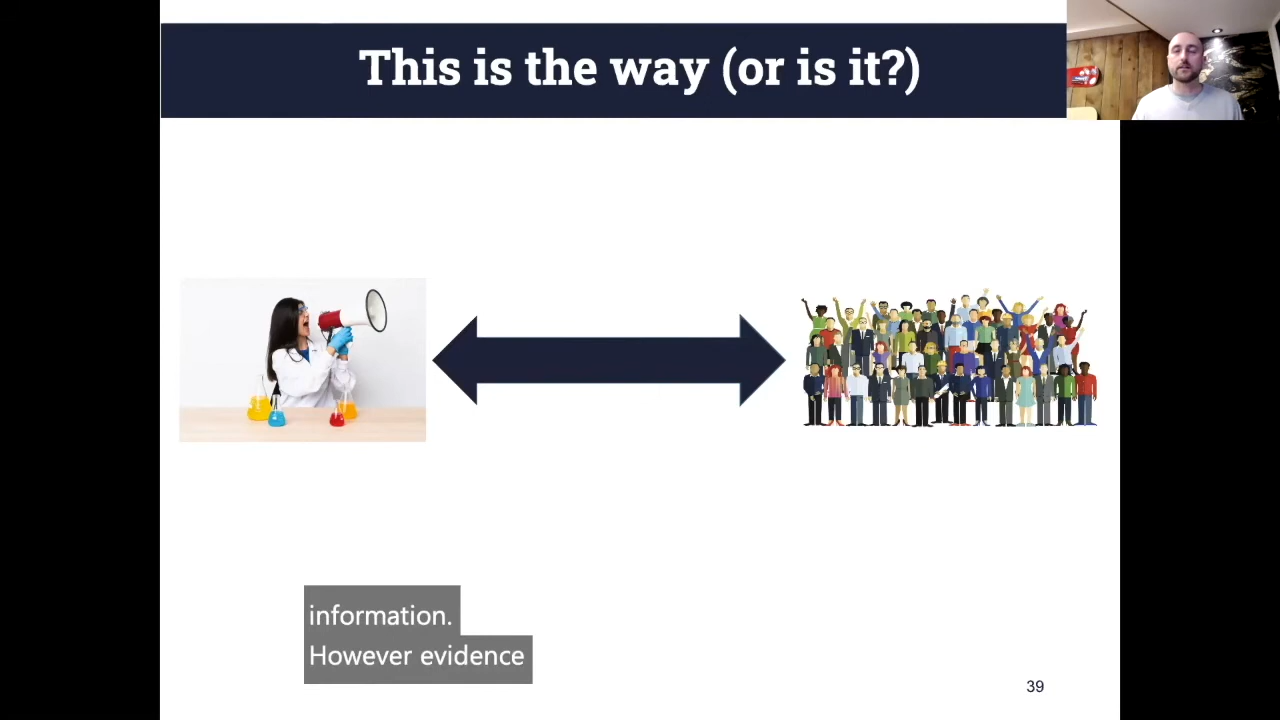 This is the way (or is it?)
information.
However evidence
39